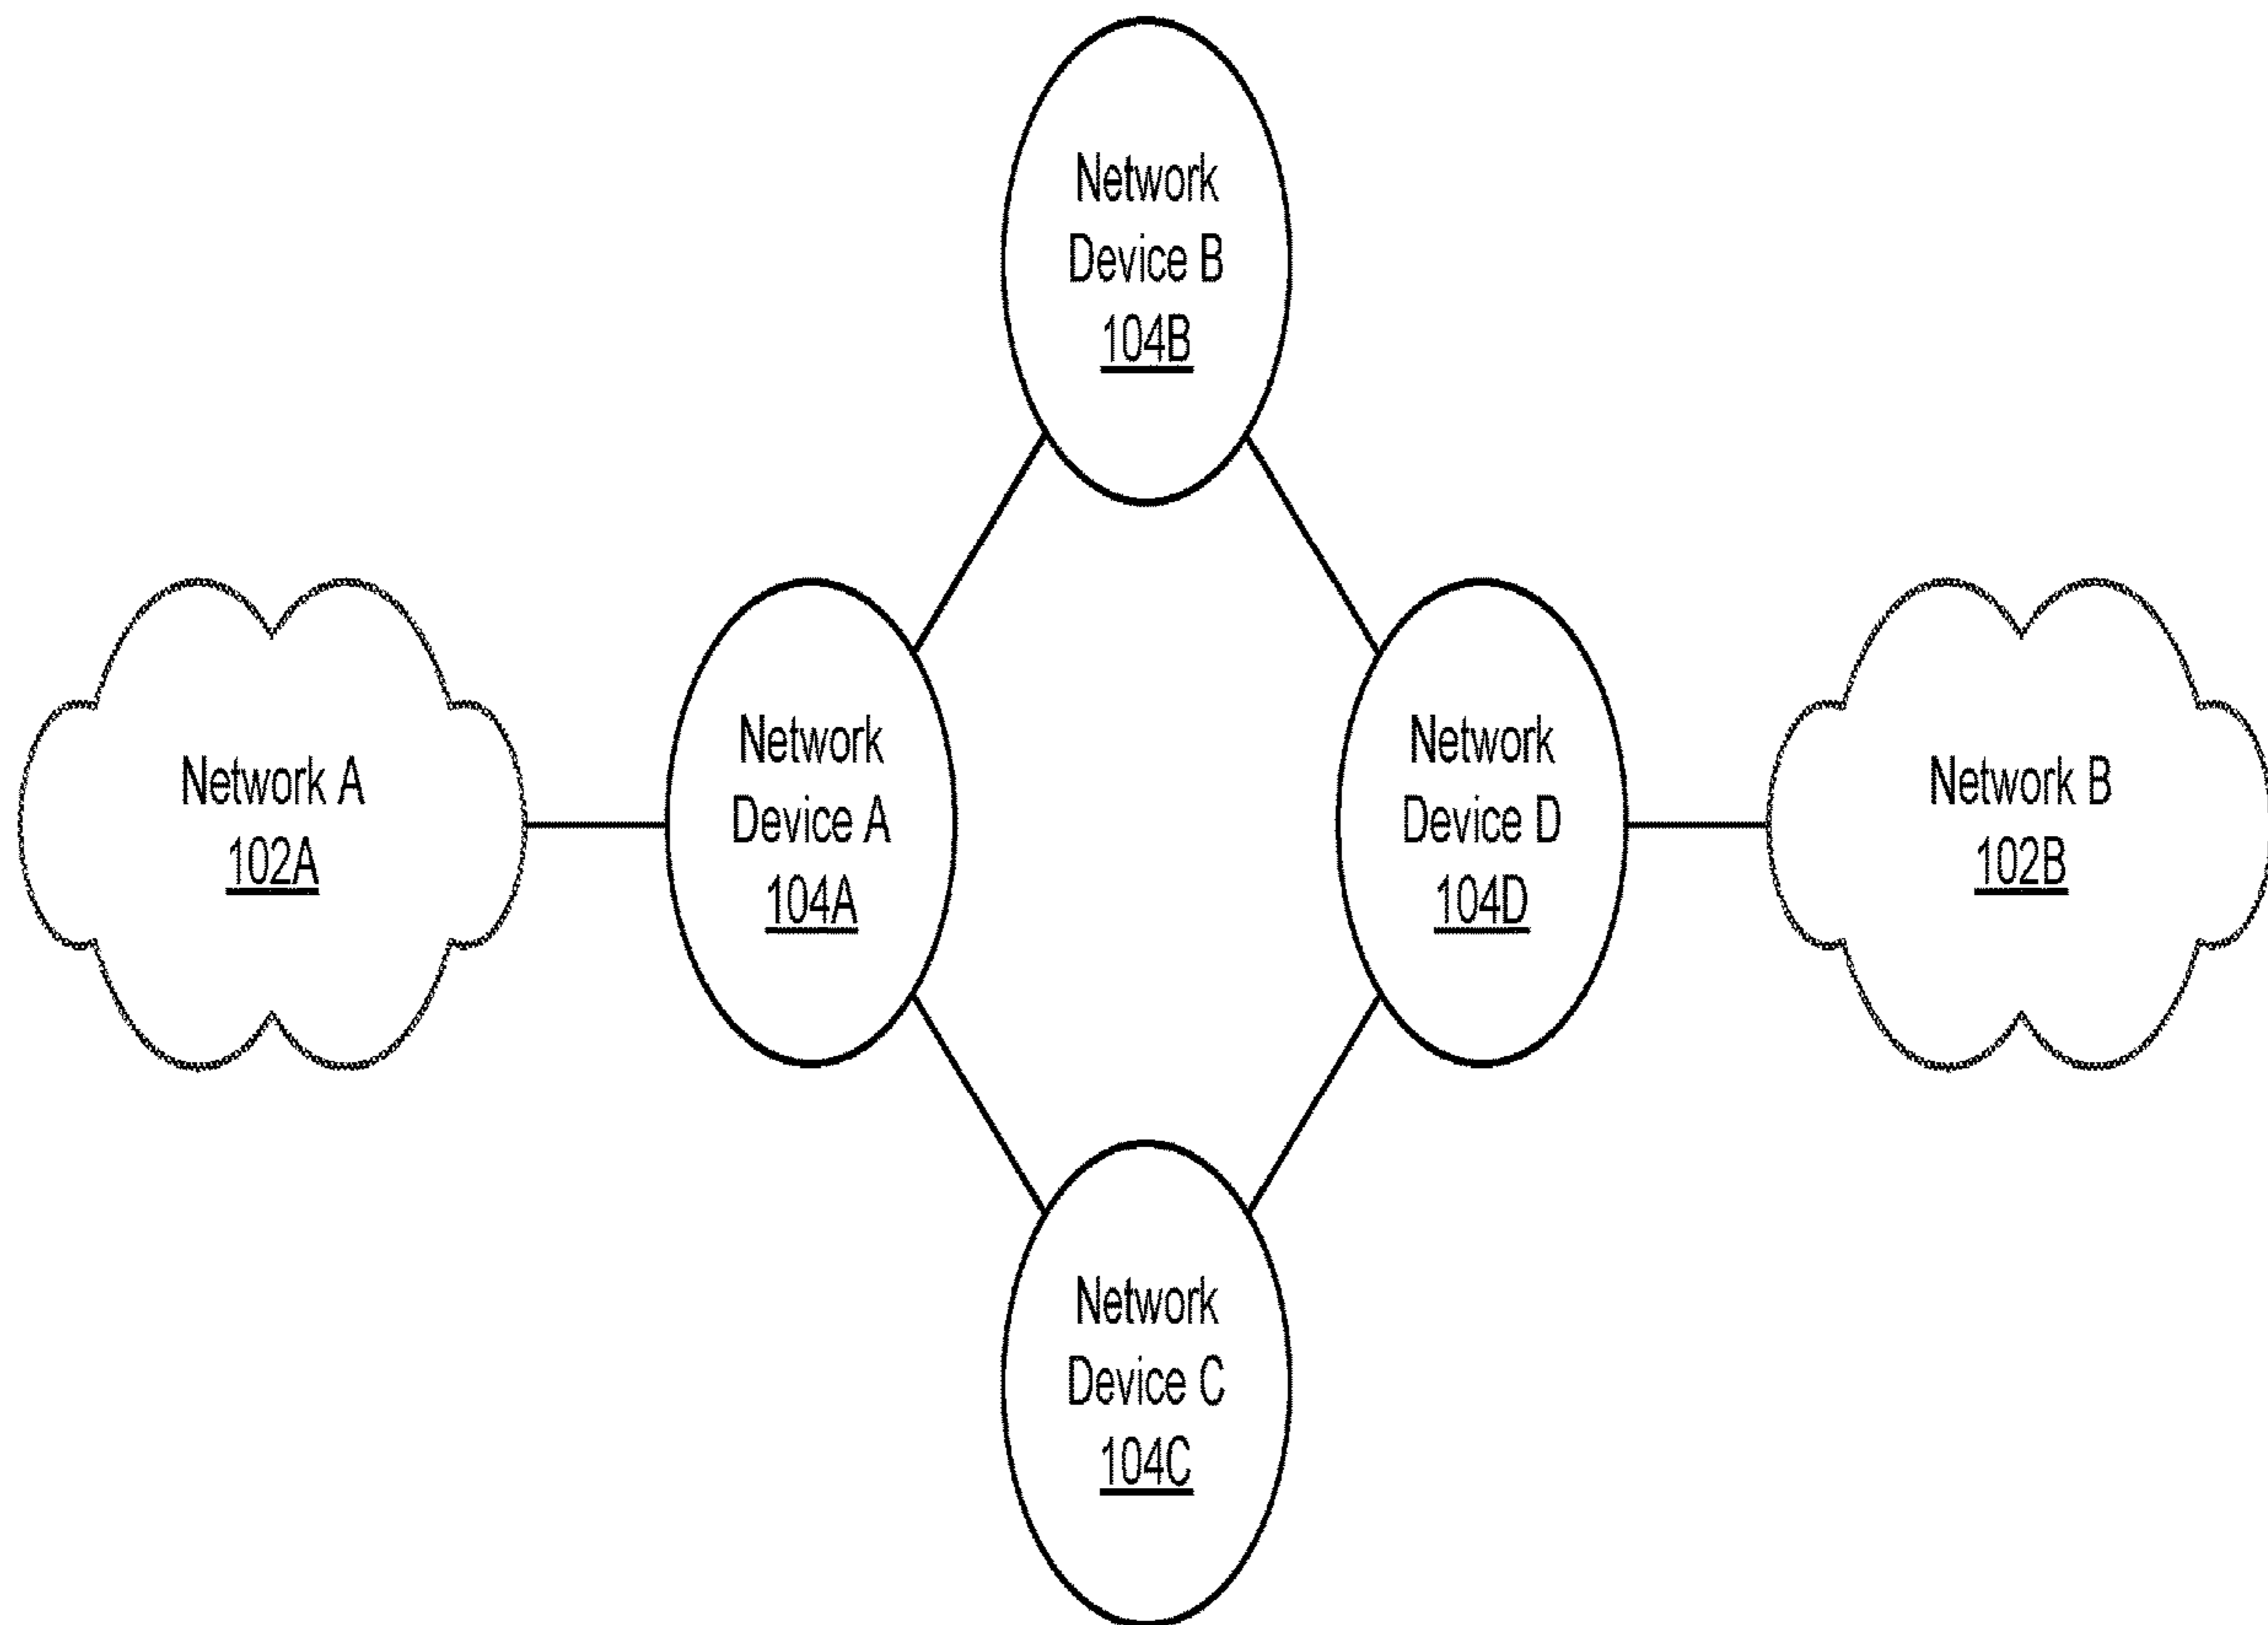 Network
Device B
104B
Network A
102A
Network
Device A
104A
Network
Device D
104D
Network B
102B
Network
Device C
104C